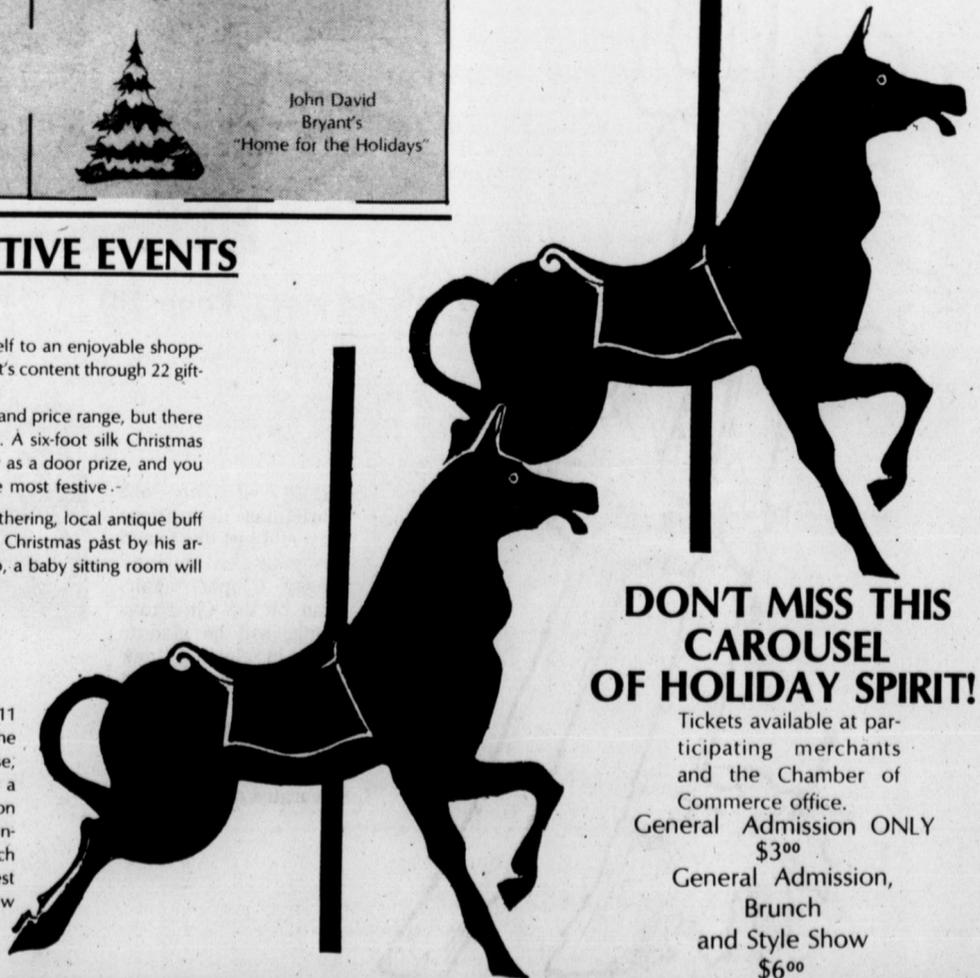 John David
Bryant's
"Home for the Holidays"
TIVE EVENTS
elf to an enjoyable shopp-
t's content through 22 gift-
and price range, but there
. A six-foot silk Christmas
as a door prize, and you
most festive.
thering, local antique buff
Christmas past by his ar-
, a baby sitting room will
11
he
se,
a
on
n-
ch
est
w
DON'T MISS THIS
CAROUSEL
OF HOLIDAY SPIRIT!
Tickets available at par-
ticipating merchants
and the Chamber of
Commerce office.
General Admission ONLY
$3⁰⁰
General Admission,
Brunch
and Style Show
$6⁰⁰